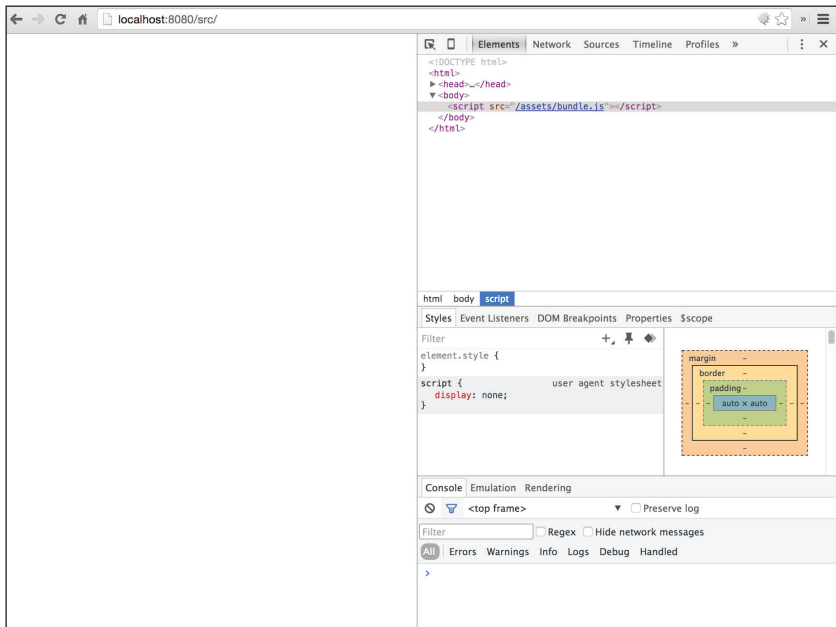 localhost:8080/src/
»
Elements Network Sources Timeline Profiles »
<!DOCTYPE html>
<html>
▶<head>…</head>
▼<body>
<script src="/assets/bundle.js"></script>
</body>
</html>
html body script
Styles Event Listeners DOM Breakpoints Properties $scope
Filter
element.style {
}
script { user agent stylesheet
display: none;
}
margin -
border -
padding -
- - - auto × auto - - -
-
-
-
Console Emulation Rendering
<top frame> ▼ Preserve log
Filter Regex Hide network messages
All Errors Warnings Info Logs Debug Handled
>